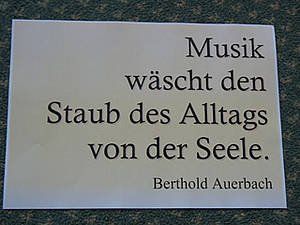 Musik
wäscht den
Staub des Alltags
von der Seele.
Berthold Auerbach